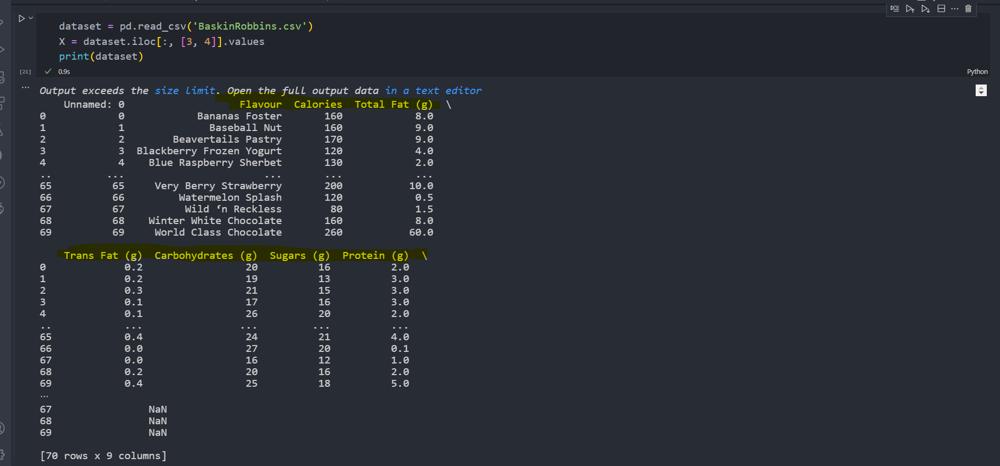 dataset = pd.read_csv('BaskinRobbins.csv')
X = dataset.iloc[:, [3, 4]].values
print(dataset)
[21] 0.9s
Python
... Output exceeds the size limit. Open the full output data in a text editor
Unnamed: 0 Flavour Calories Total Fat (g) \
0 0 Bananas Foster 160 8.0
1 1 Baseball Nut 160 9.0
2 2 Beavertails Pastry 170 9.0
3 3 Blackberry Frozen Yogurt 120 4.0
4 4 Blue Raspberry Sherbet 130 2.0
.. ... ... ... ...
65 65 Very Berry Strawberry 200 10.0
66 66 Watermelon Splash 120 0.5
67 67 Wild ‘n Reckless 80 1.5
68 68 Winter White Chocolate 160 8.0
69 69 World Class Chocolate 260 60.0
Trans Fat (g) Carbohydrates (g) Sugars (g) Protein (g) \
0 0.2 20 16 2.0
1 0.2 19 13 3.0
2 0.3 21 15 3.0
3 0.1 17 16 3.0
4 0.1 26 20 2.0
.. ... ... ... ...
65 0.4 24 21 4.0
66 0.0 27 20 0.1
67 0.0 16 12 1.0
68 0.2 20 16 2.0
69 0.4 25 18 5.0
...
67 NaN
68 NaN
69 NaN
[70 rows x 9 columns]